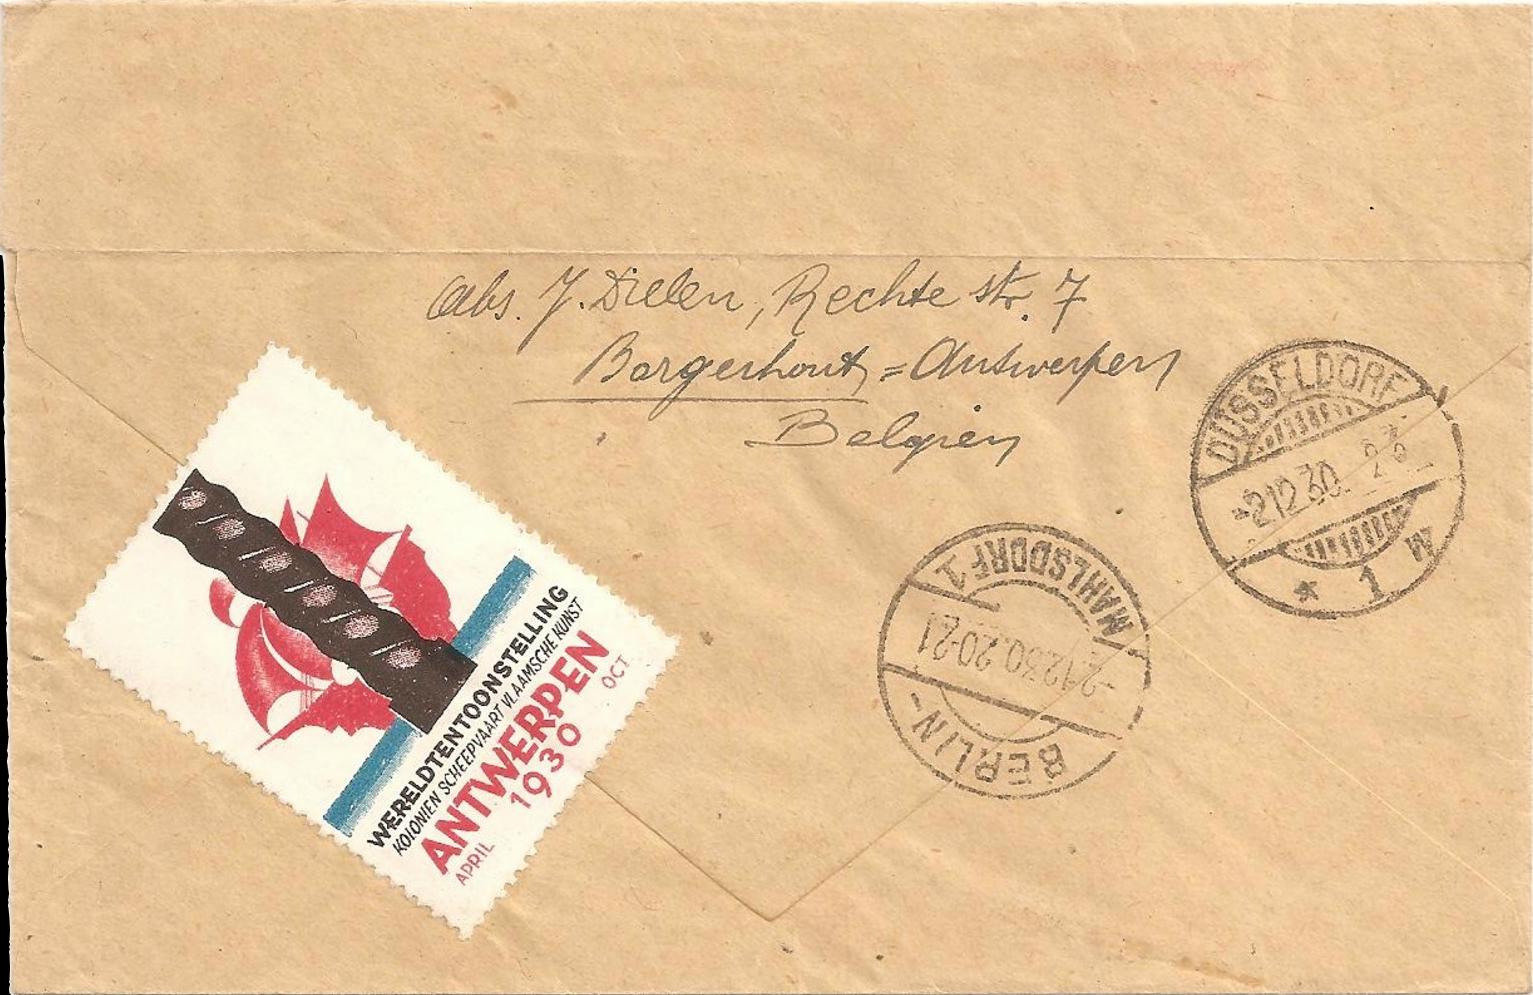 Abs. J. Dielen, Rechte str. 7
Borgerhout = Antwerpen
Belgien
DÜSSELDORF
-2.12.30.
* 1 M
MAHLSDORF 1
-2.12.30.20-21
BERLIN-
WERELDTENTOONSTELLING
KOLONIEN SCHEEPVAART VLAAMSCHE KUNST
ANTWERPEN
APRIL 1930 OCT